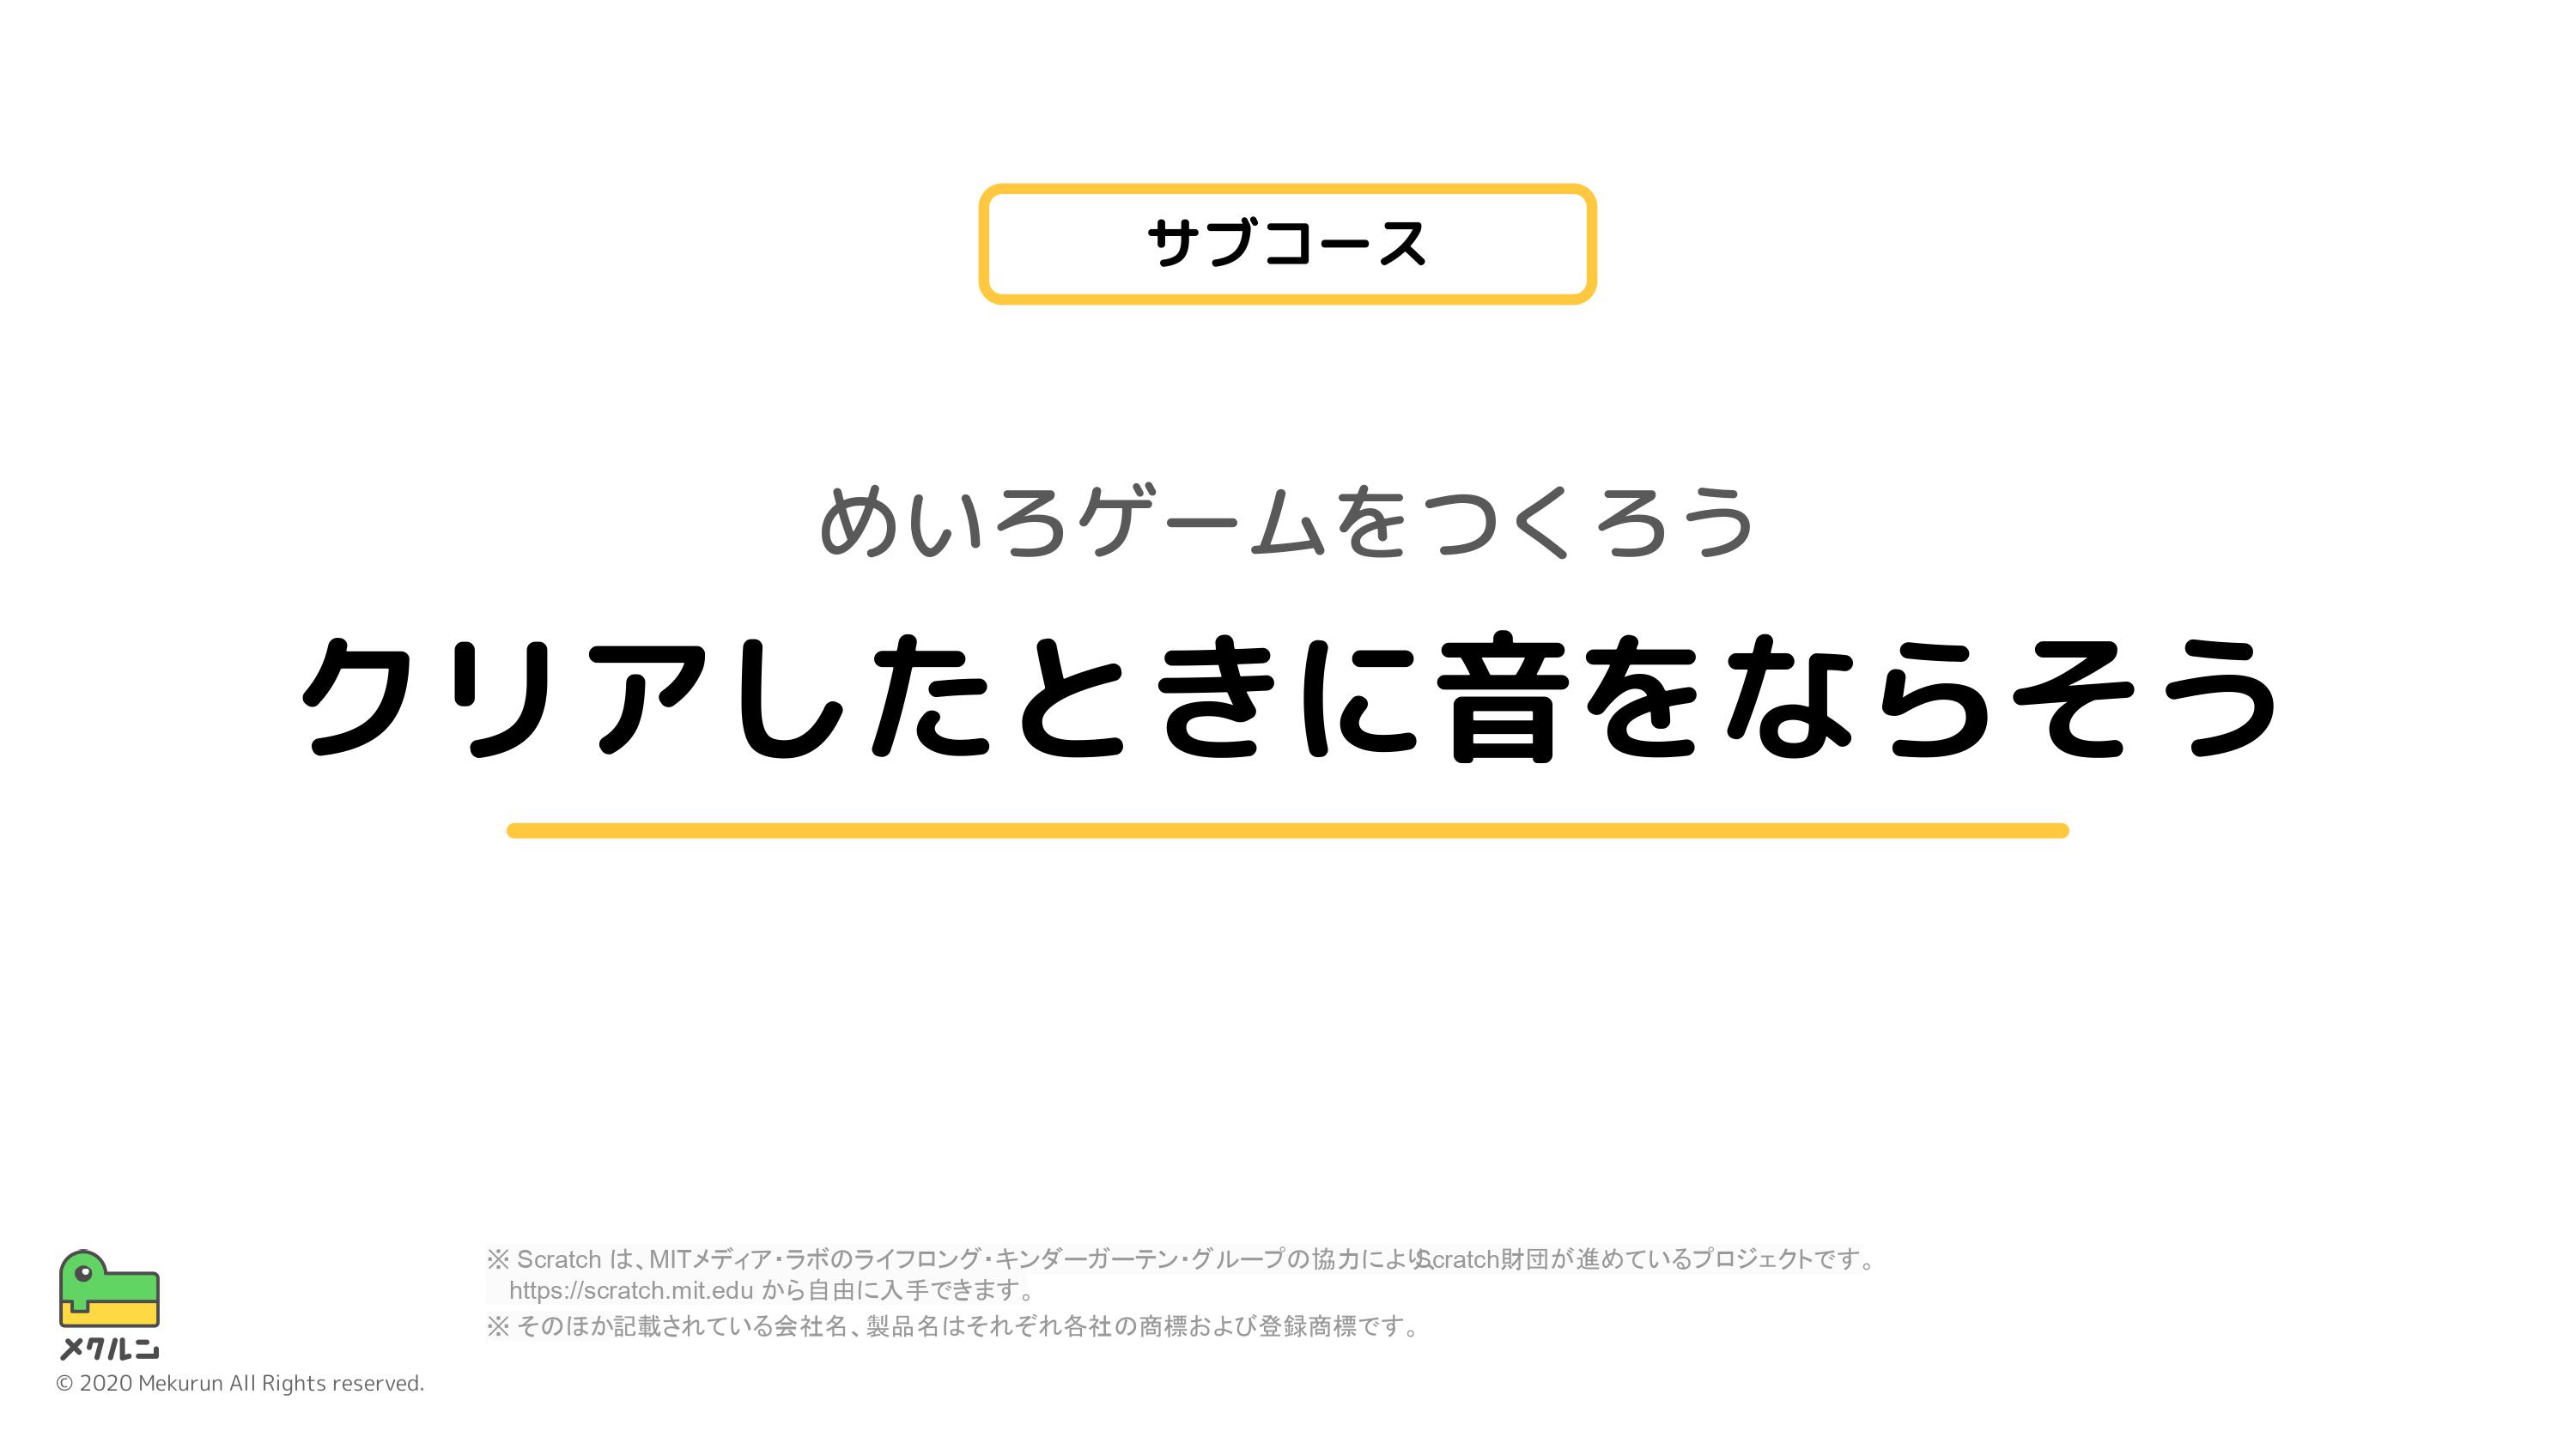 サブコース
めいろゲームをつくろう
クリアしたときに音をならそう
※ Scratch は、MITメディア・ラボのライフロング・キンダーガーテン・グループの協力により、Scratch財団が進めているプロジェクトです。
https://scratch.mit.edu から自由に入手できます。
※ そのほか記載されている会社名、製品名はそれぞれ各社の商標および登録商標です。
メクルン
© 2020 Mekurun All Rights reserved.